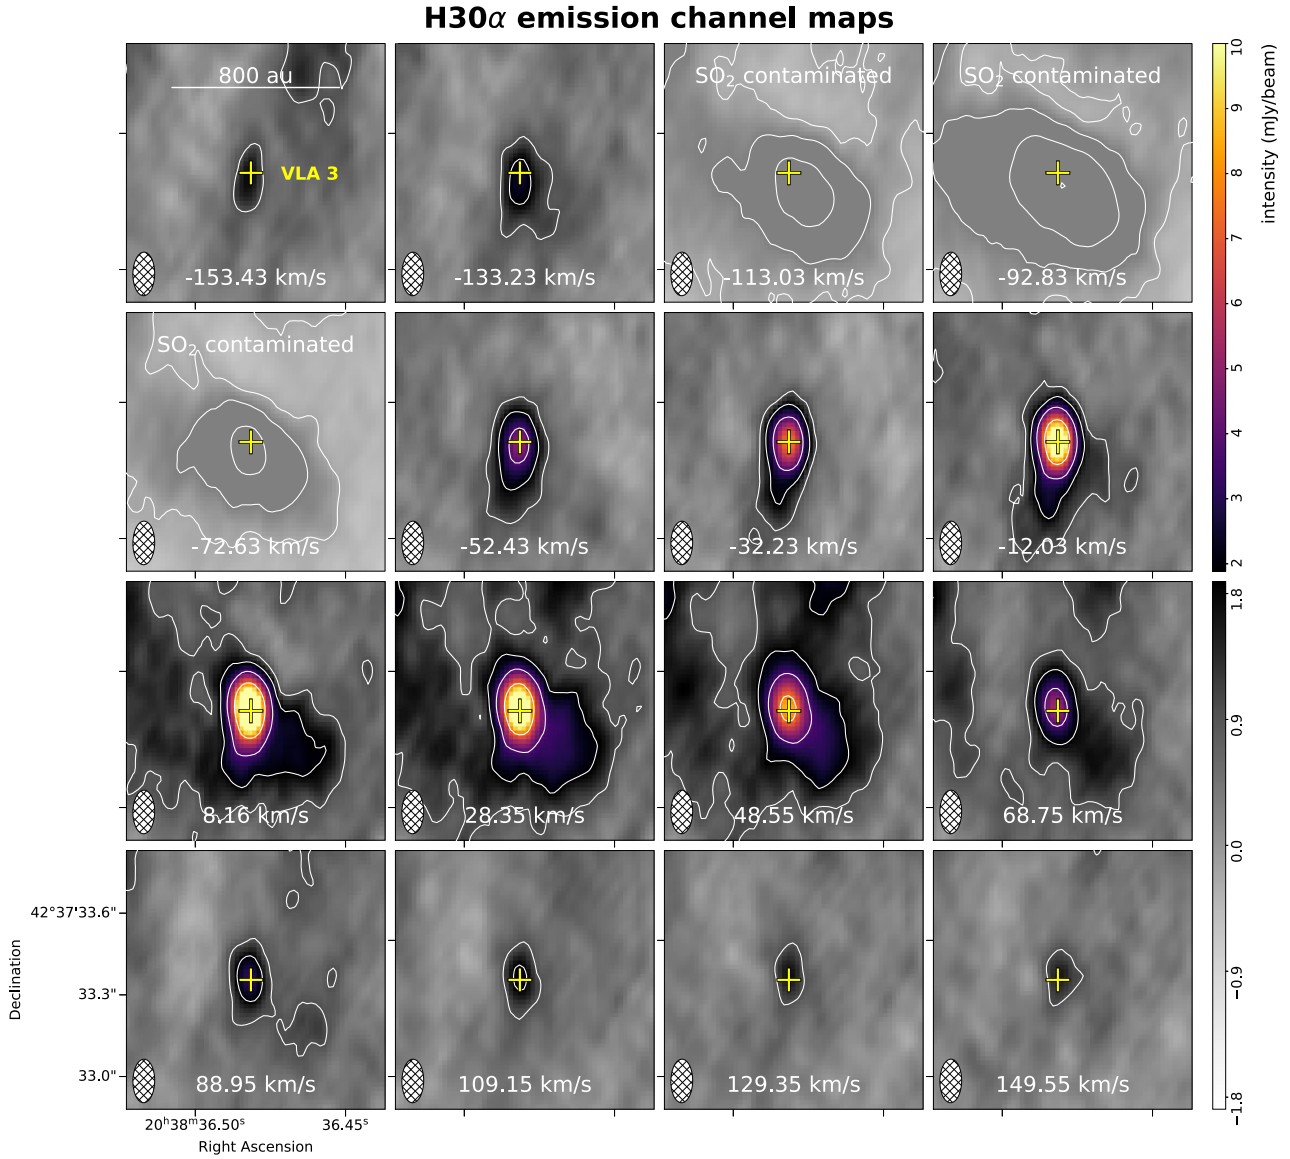 H30α emission channel maps
800 au
VLA 3
-153.43 km/s
-133.23 km/s
SO₂ contaminated
-113.03 km/s
SO₂ contaminated
-92.83 km/s
SO₂ contaminated
-72.63 km/s
-52.43 km/s
-32.23 km/s
-12.03 km/s
8.16 km/s
28.35 km/s
48.55 km/s
68.75 km/s
88.95 km/s
109.15 km/s
129.35 km/s
149.55 km/s
42°37'33.6"
33.3"
33.0"
Declination
20ʰ38ᵐ36.50ˢ
36.45ˢ
Right Ascension
10
9
8
7
6
5
4
3
2
intensity (mJy/beam)
1.8
0.9
0.0
−0.9
−1.8